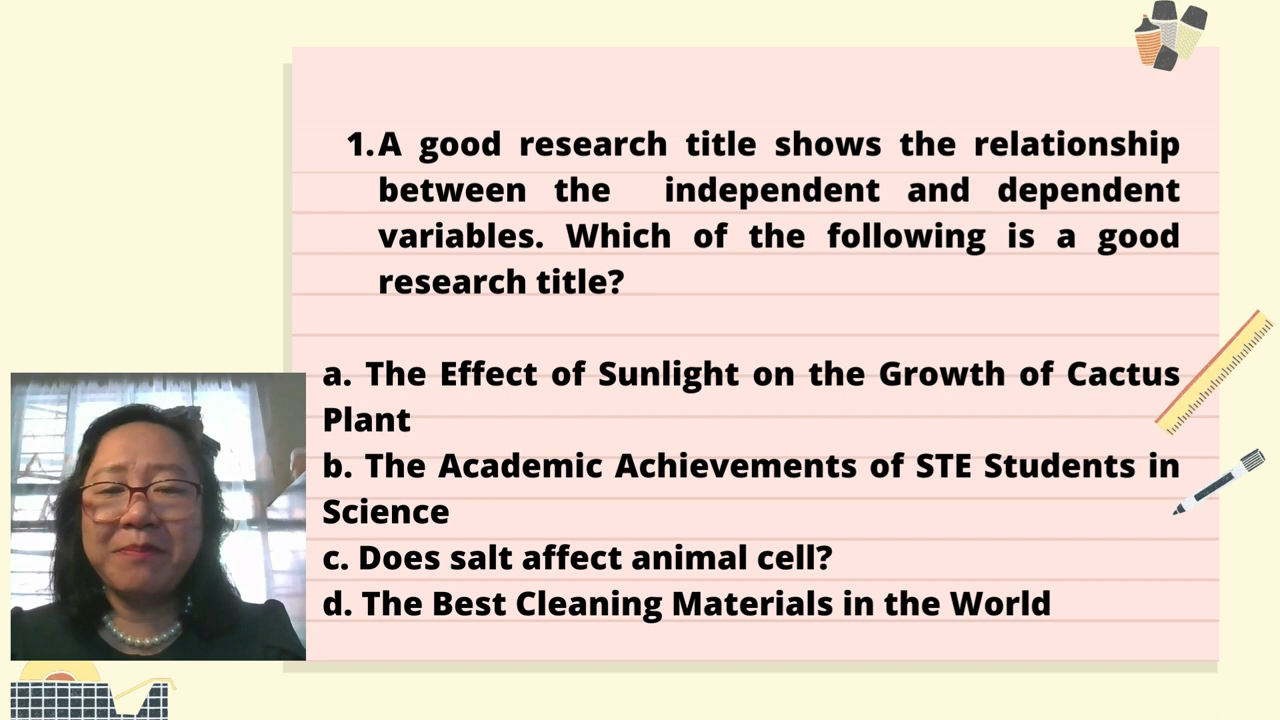 1. A good research title shows the relationship
between the independent and dependent
variables. Which of the following is a good
research title?
a. The Effect of Sunlight on the Growth of Cactus
Plant
b. The Academic Achievements of STE Students in
Science
c. Does salt affect animal cell?
d. The Best Cleaning Materials in the World